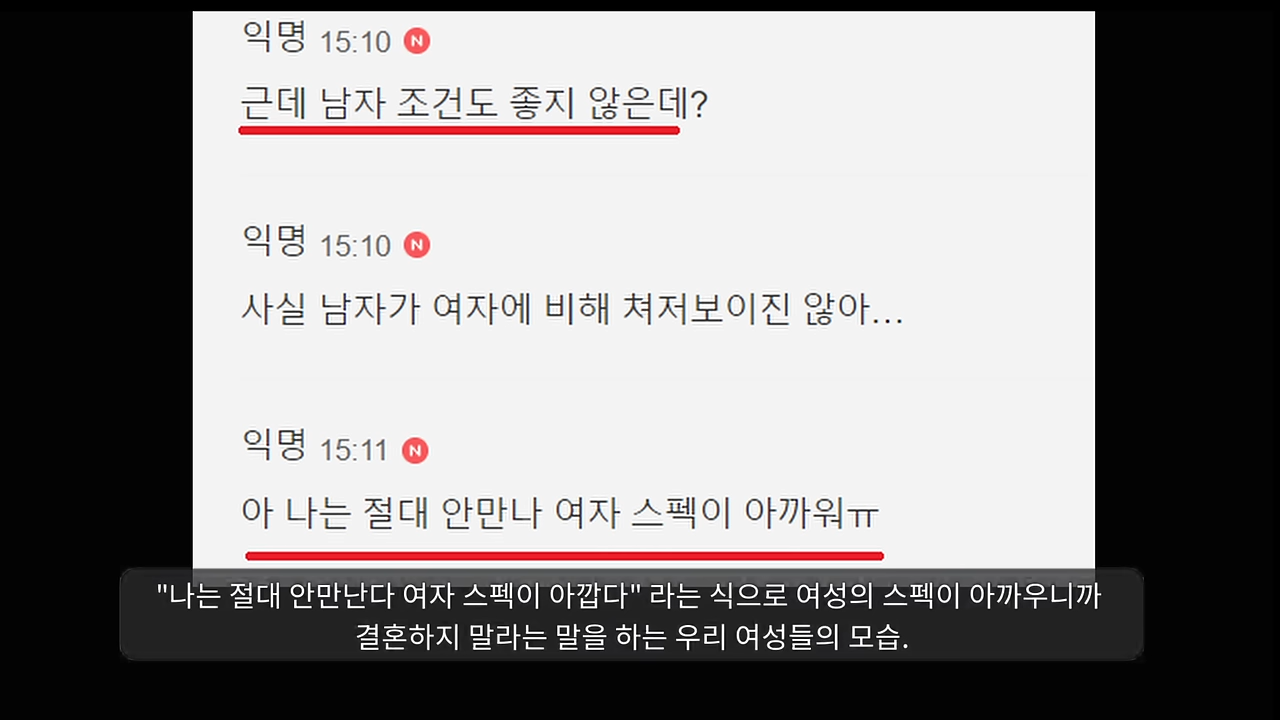 익명 15:10 N
근데 남자 조건도 좋지 않은데?
익명 15:10 N
사실 남자가 여자에 비해 쳐저보이진 않아...
익명 15:11 N
아 나는 절대 안만나 여자 스펙이 아까워ㅠ
"나는 절대 안만난다 여자 스펙이 아깝다" 라는 식으로 여성의 스펙이 아까우니까
결혼하지 말라는 말을 하는 우리 여성들의 모습.